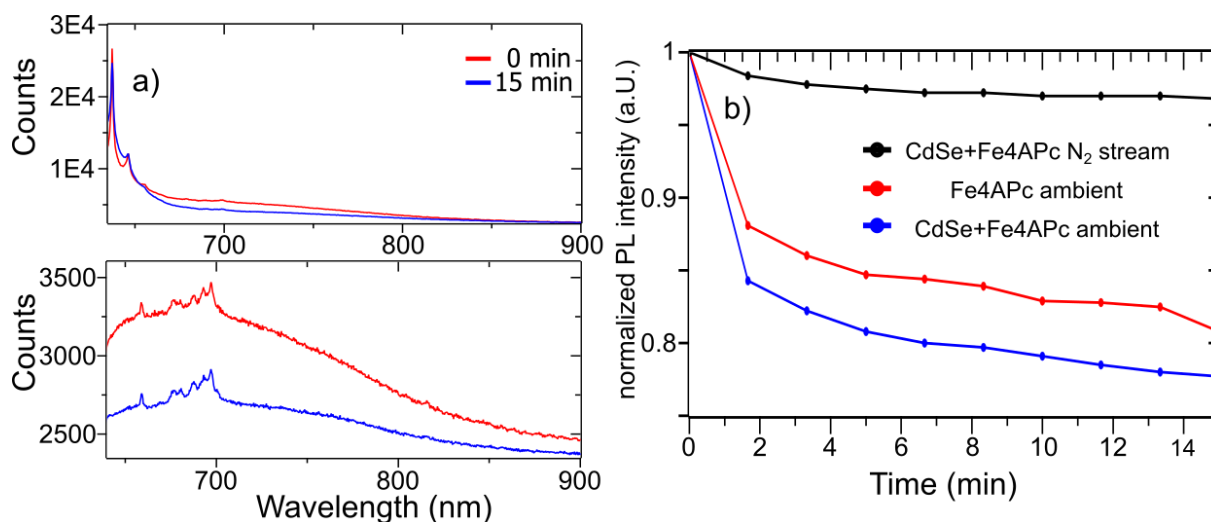 3E4
2E4
1E4
Counts
a)
0 min
15 min
700
800
900
3500
3000
2500
Counts
700
800
900
Wavelength (nm)
normalized PL intensity (a.U.)
1
0.9
0.8
b)
CdSe+Fe4APc N₂ stream
Fe4APc ambient
CdSe+Fe4APc ambient
0 2 4 6 8 10 12 14
Time (min)